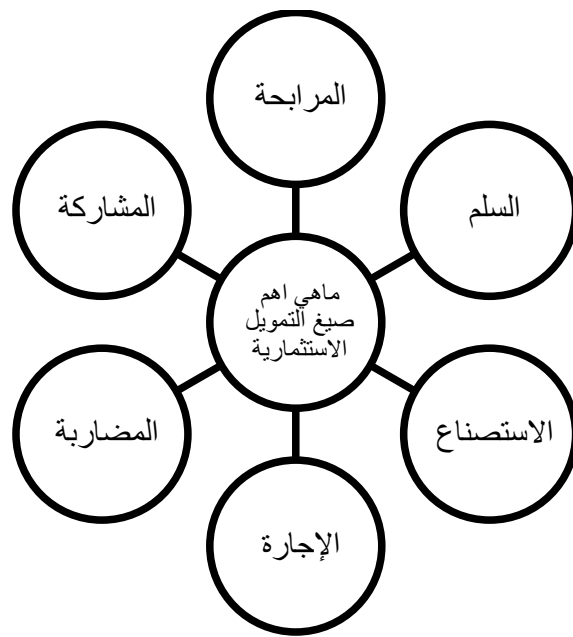 المرابحة
السلم
الاستصناع
الإجارة
المضاربة
المشاركة
ماهي اهم
صيغ التمويل
الاستثمارية